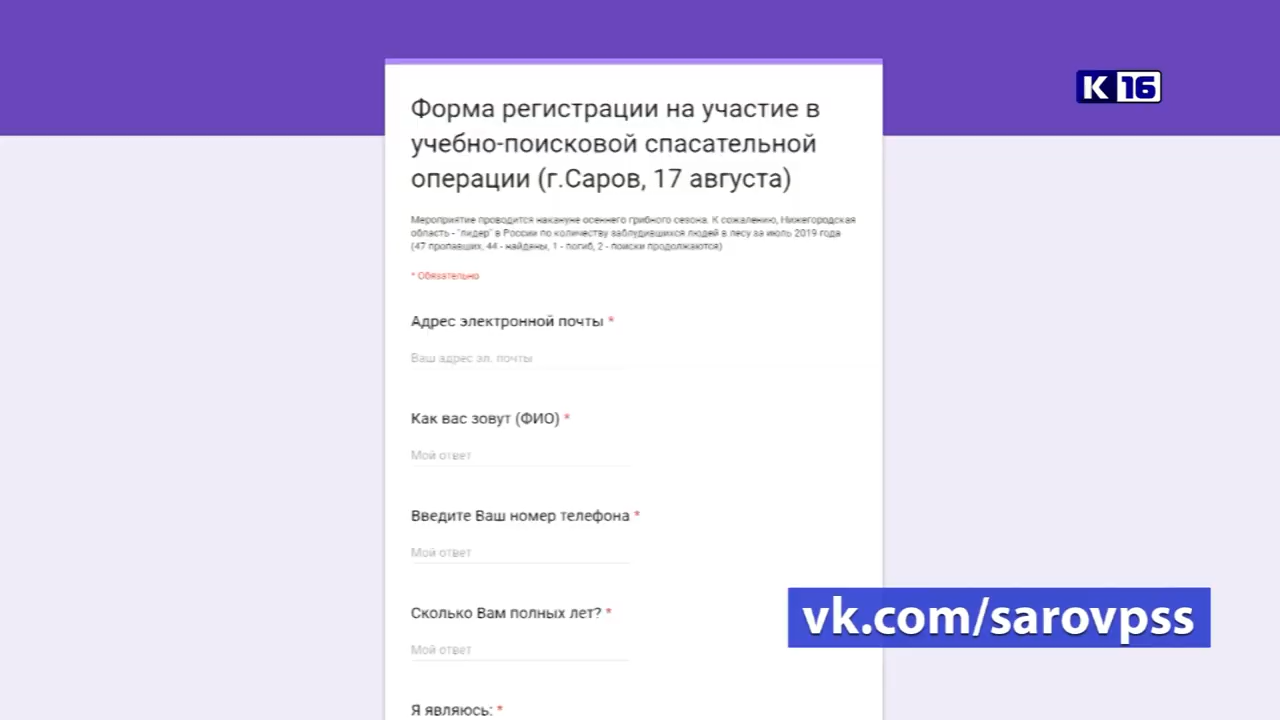 K 16
Форма регистрации на участие в
учебно-поисковой спасательной
операции (г.Саров, 17 августа)
Мероприятие проводится накануне осеннего грибного сезона. К сожалению, Нижегородская
область - "лидер" в России по количеству заблудившихся людей в лесу за июль 2019 года
(47 пропавших, 44 - найдены, 1 - погиб, 2 - поиски продолжаются)
* Обязательно
Адрес электронной почты *
Ваш адрес эл. почты
Как вас зовут (ФИО) *
Мой ответ
Введите Ваш номер телефона *
Мой ответ
Сколько Вам полных лет? *
Мой ответ
vk.com/sarovpss
Я являюсь: *